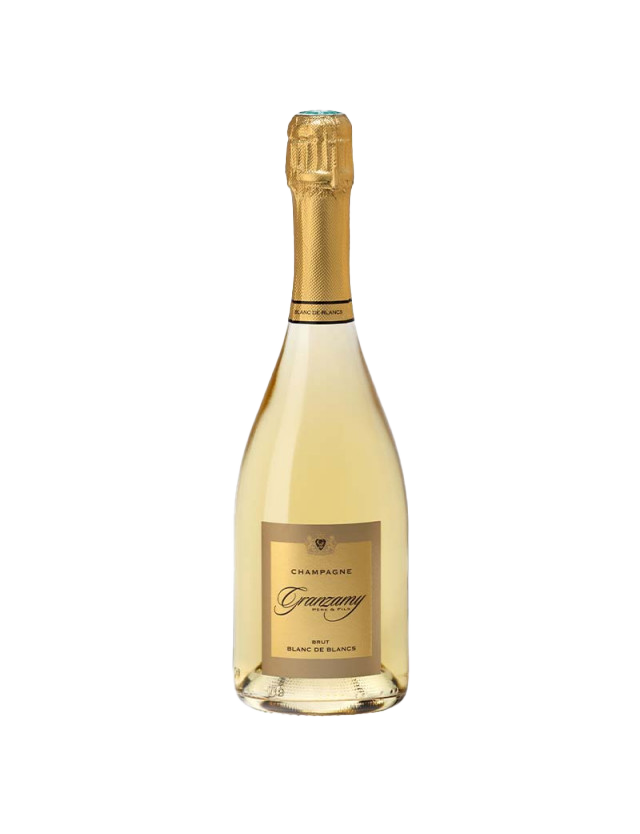 BLANC DE BLANCS
CHAMPAGNE
Granzamy
PÈRE & FILS
BRUT
BLANC DE BLANCS